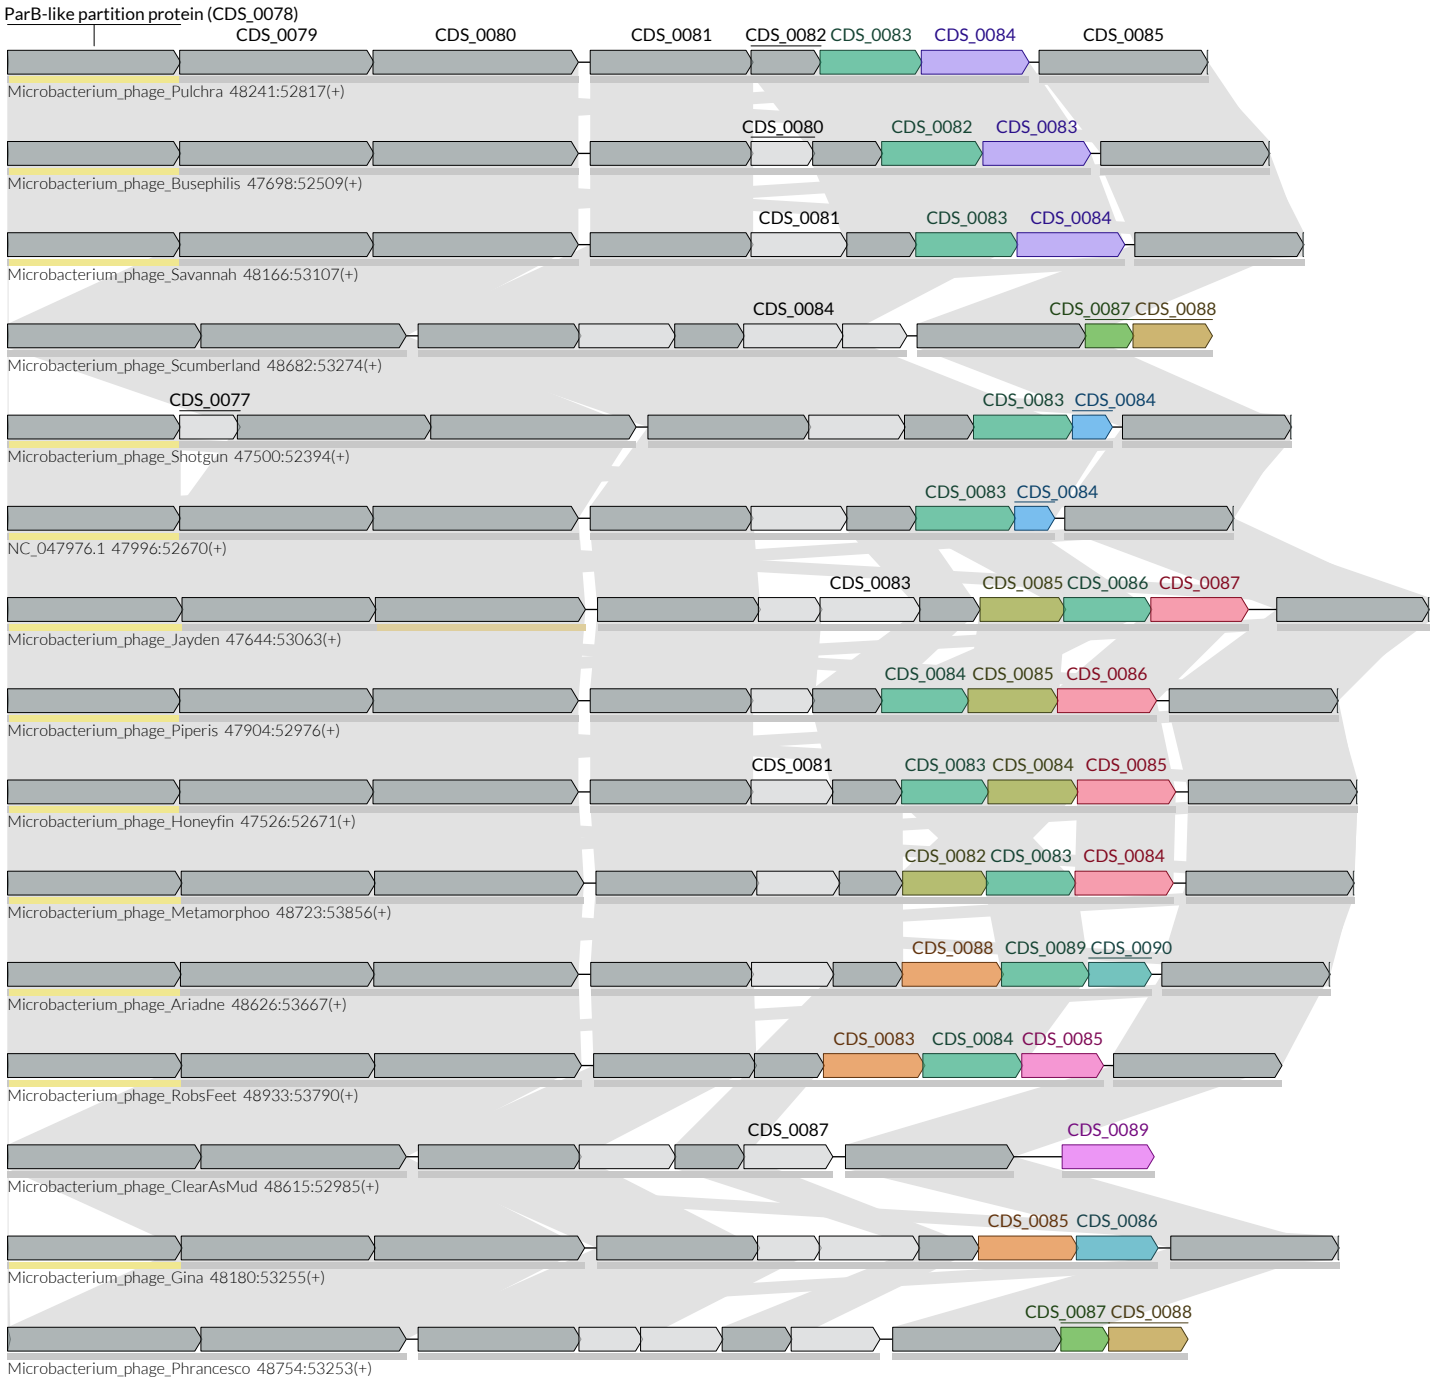 ParB-like partition protein (CDS_0078)
CDS_0079 CDS_0080 CDS_0081 CDS_0082 CDS_0083 CDS_0084 CDS_0085
Microbacterium_phage_Pulchra 48241:52817(+)
CDS_0080 CDS_0082 CDS_0083
Microbacterium_phage_Busephilis 47698:52509(+)
CDS_0081 CDS_0083 CDS_0084
Microbacterium_phage_Savannah 48166:53107(+)
CDS_0084 CDS_0087 CDS_0088
Microbacterium_phage_Scumberland 48682:53274(+)
CDS_0077 CDS_0083 CDS_0084
Microbacterium_phage_Shotgun 47500:52394(+)
CDS_0083 CDS_0084
NC_047976.1 47996:52670(+)
CDS_0083 CDS_0085 CDS_0086 CDS_0087
Microbacterium_phage_Jayden 47644:53063(+)
CDS_0084 CDS_0085 CDS_0086
Microbacterium_phage_Piperis 47904:52976(+)
CDS_0081 CDS_0083 CDS_0084 CDS_0085
Microbacterium_phage_Honeyfin 47526:52671(+)
CDS_0082 CDS_0083 CDS_0084
Microbacterium_phage_Metamorphoo 48723:53856(+)
CDS_0088 CDS_0089 CDS_0090
Microbacterium_phage_Ariadne 48626:53667(+)
CDS_0083 CDS_0084 CDS_0085
Microbacterium_phage_RobsFeet 48933:53790(+)
CDS_0087 CDS_0089
Microbacterium_phage_ClearAsMud 48615:52985(+)
CDS_0085 CDS_0086
Microbacterium_phage_Gina 48180:53255(+)
CDS_0087 CDS_0088
Microbacterium_phage_Phrancesco 48754:53253(+)